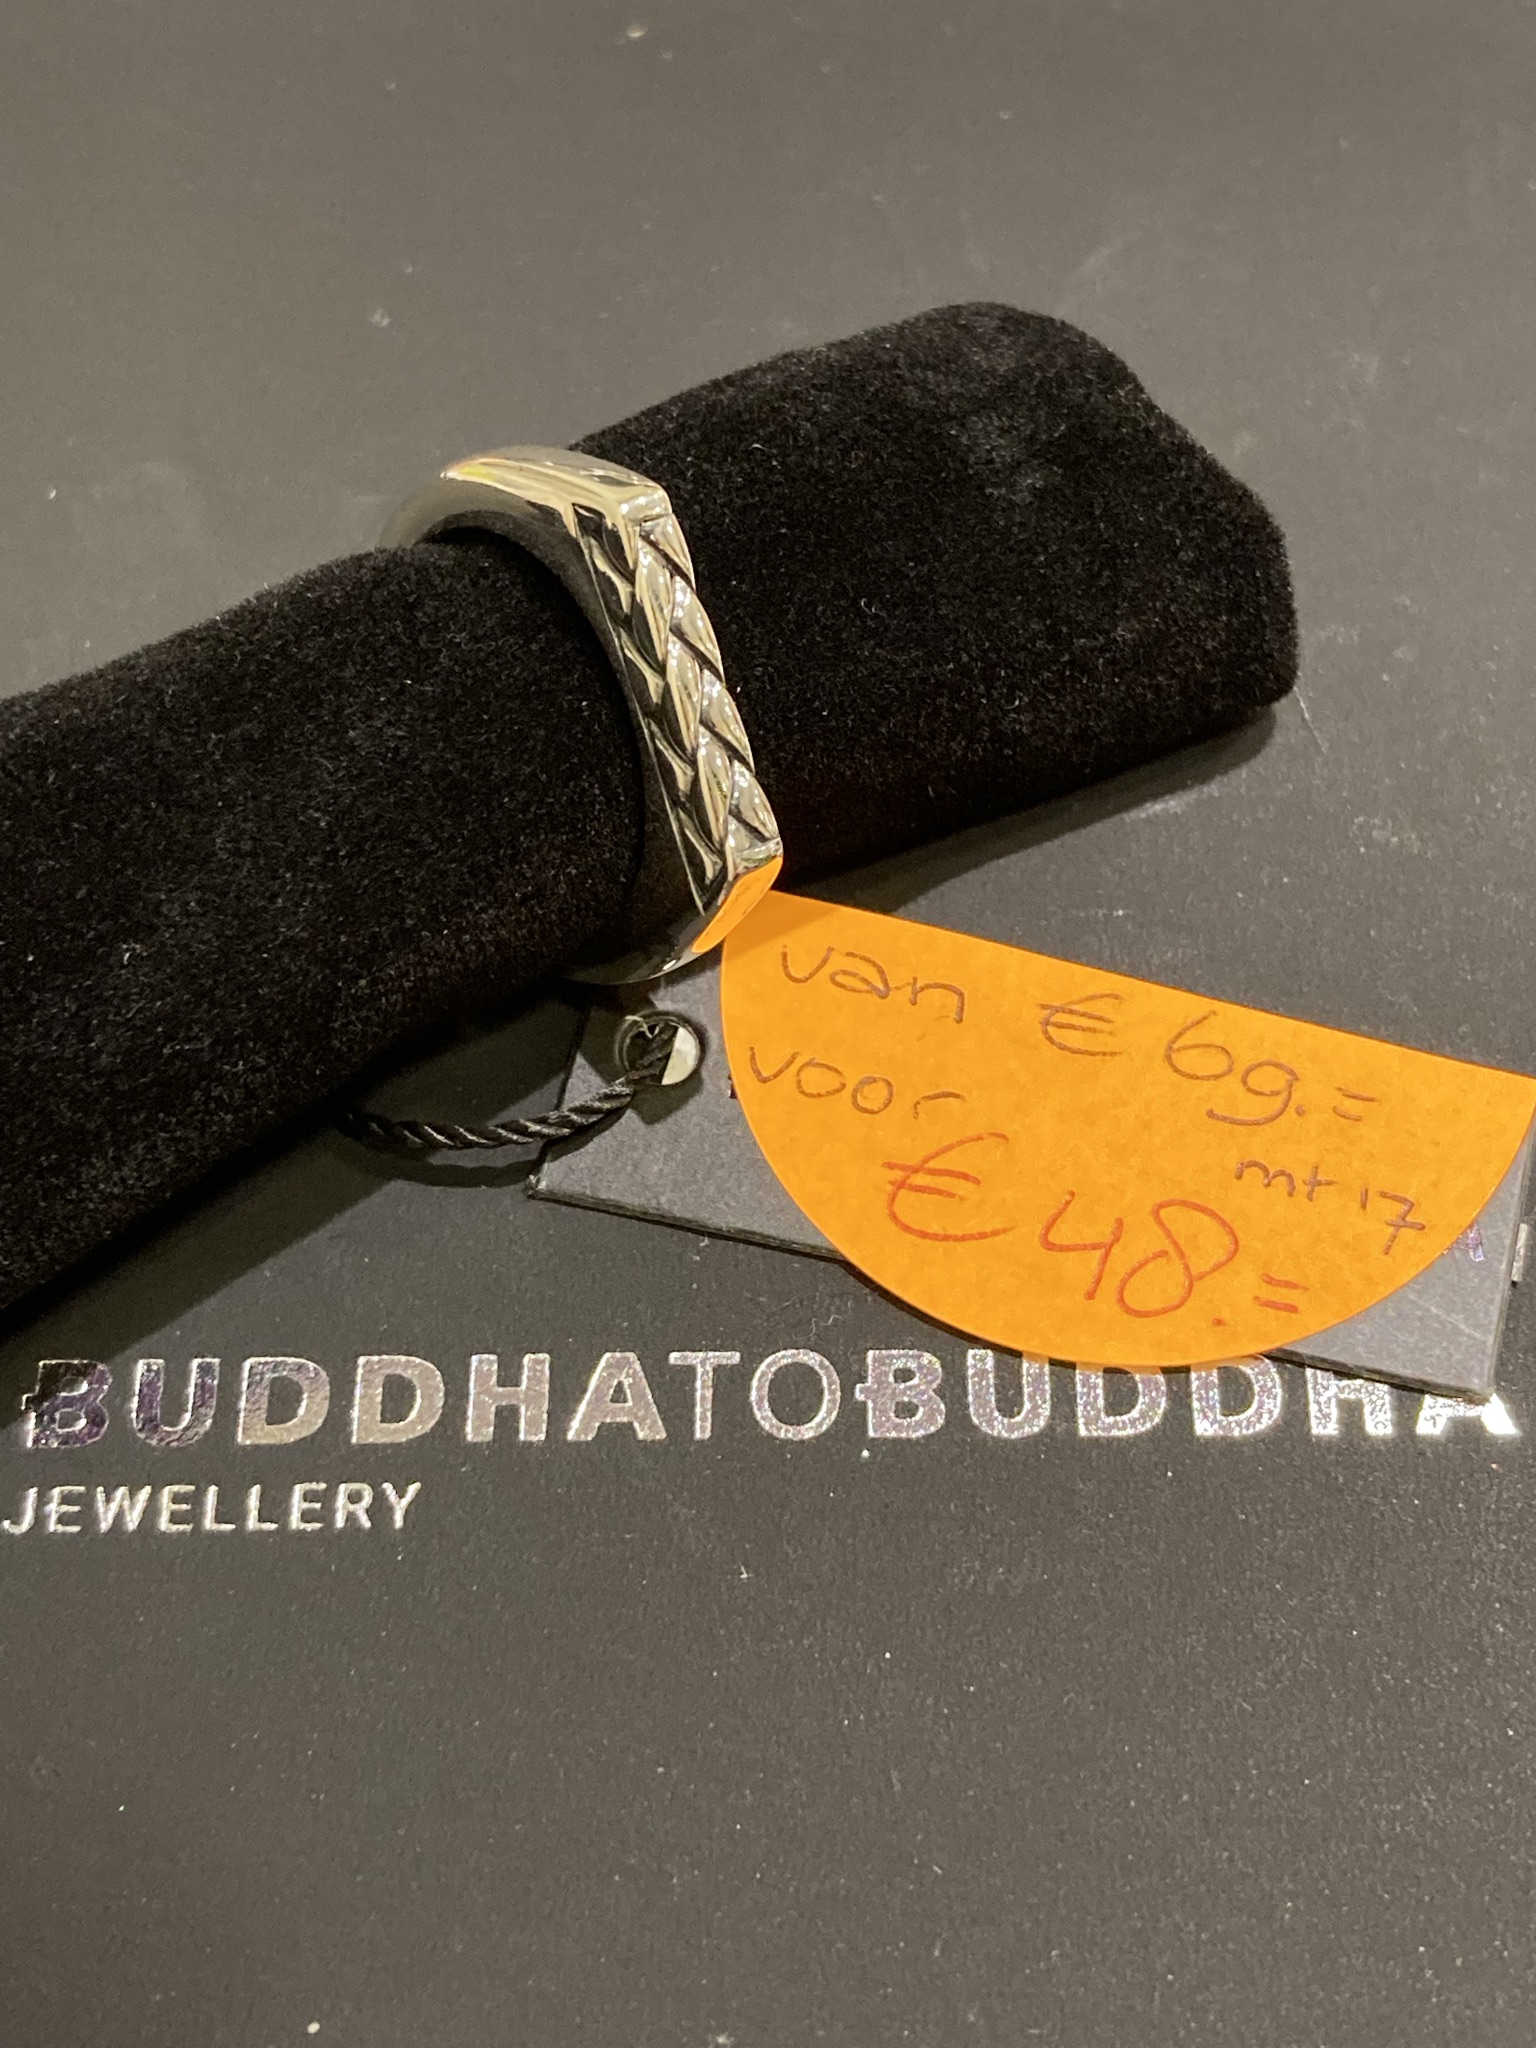 van € 69.=
voor
mt 17
€ 48.=
BUDDHATOBUDDHA
JEWELLERY